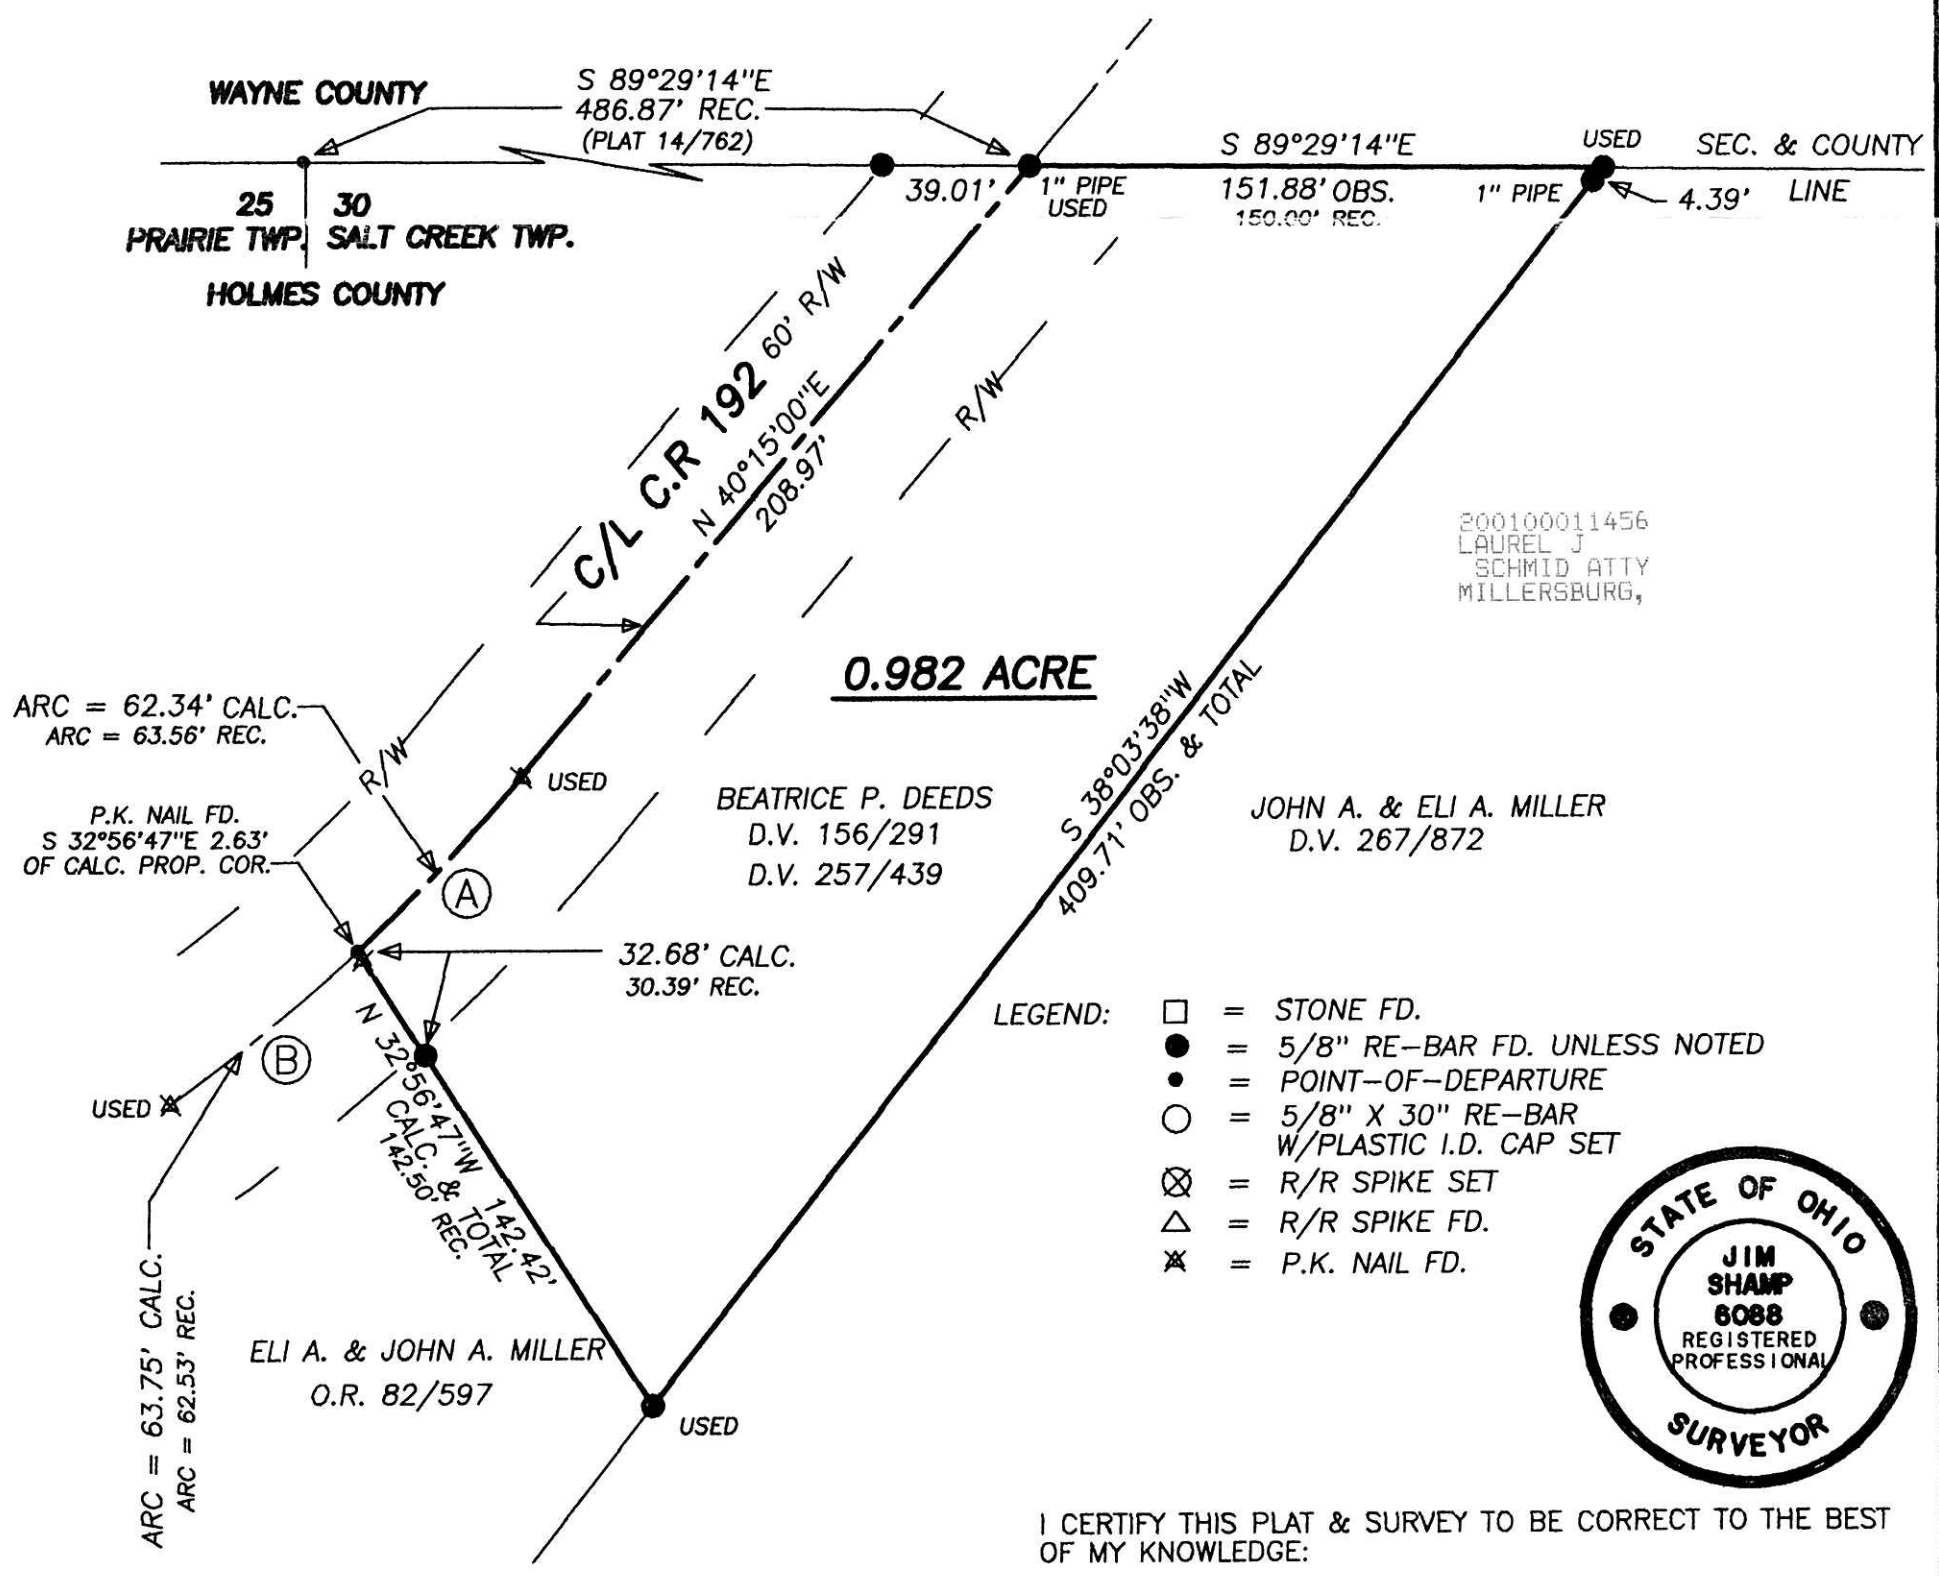 WAYNE COUNTY
S 89°29'14"E
486.87' REC.
(PLAT 14/762)
25
30
PRAIRIE TWP.
SALT CREEK TWP.
HOLMES COUNTY
39.01'
1" PIPE
USED
S 89°29'14"E
151.88' OBS.
150.00' REC.
USED
1" PIPE
4.39'
SEC. & COUNTY
LINE
C/L C.R 192 60' R/W
N 40°15'00"E
208.97'
R/W
R/W
200100011456
LAUREL J
SCHMID ATTY
MILLERSBURG,
0.982 ACRE
ARC = 62.34' CALC.
ARC = 63.56' REC.
P.K. NAIL FD.
S 32°56'47"E 2.63'
OF CALC. PROP. COR.
USED
A
BEATRICE P. DEEDS
D.V. 156/291
D.V. 257/439
S 38°03'38"W
409.71' OBS. & TOTAL
JOHN A. & ELI A. MILLER
D.V. 267/872
32.68' CALC.
30.39' REC.
B
USED
N 32°56'47"W 142.42'
CALC. & TOTAL
142.50' REC.
ARC = 63.75' CALC.
ARC = 62.53' REC.
ELI A. & JOHN A. MILLER
O.R. 82/597
USED
LEGEND:
= STONE FD.
= 5/8" RE-BAR FD. UNLESS NOTED
= POINT-OF-DEPARTURE
= 5/8" X 30" RE-BAR
W/PLASTIC I.D. CAP SET
= R/R SPIKE SET
= R/R SPIKE FD.
= P.K. NAIL FD.
STATE OF OHIO
JIM
SHAMP
6088
REGISTERED
PROFESSIONAL
SURVEYOR
I CERTIFY THIS PLAT & SURVEY TO BE CORRECT TO THE BEST
OF MY KNOWLEDGE: